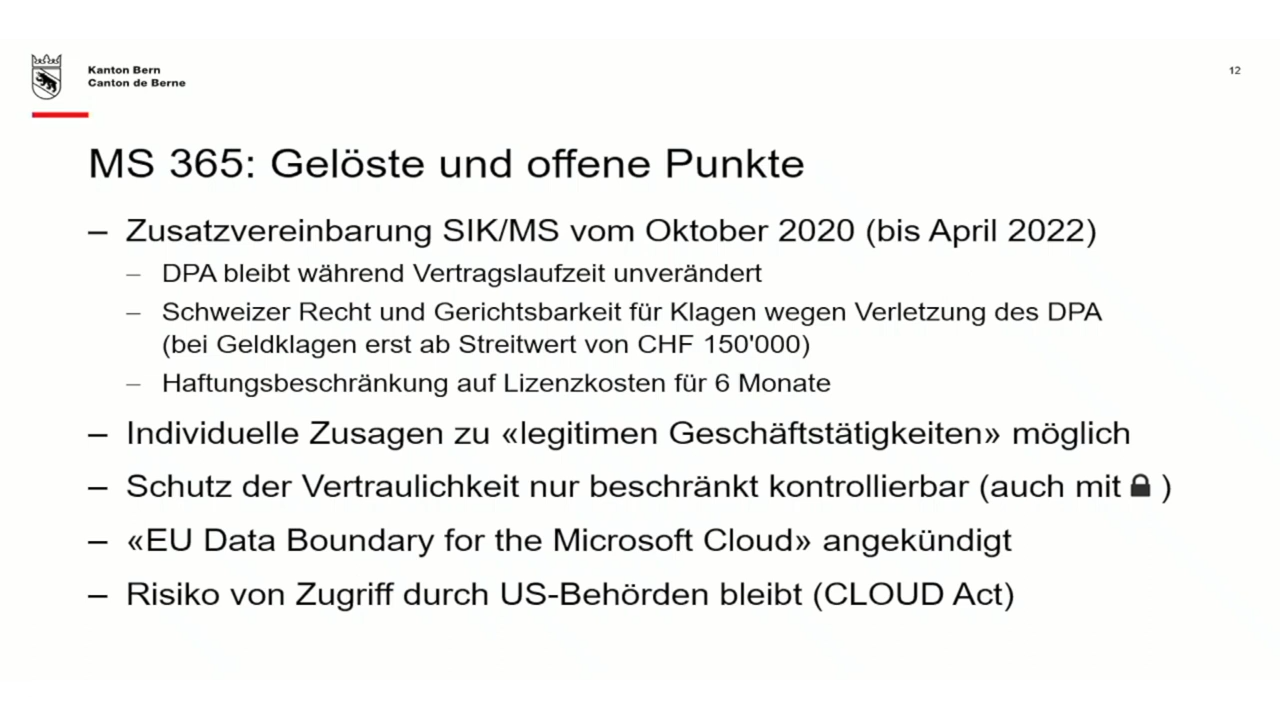 Kanton Bern
Canton de Berne
12
MS 365: Gelöste und offene Punkte
– Zusatzvereinbarung SIK/MS vom Oktober 2020 (bis April 2022)
– DPA bleibt während Vertragslaufzeit unverändert
– Schweizer Recht und Gerichtsbarkeit für Klagen wegen Verletzung des DPA
(bei Geldklagen erst ab Streitwert von CHF 150'000)
– Haftungsbeschränkung auf Lizenzkosten für 6 Monate
– Individuelle Zusagen zu «legitimen Geschäftstätigkeiten» möglich
– Schutz der Vertraulichkeit nur beschränkt kontrollierbar (auch mit 🔒 )
– «EU Data Boundary for the Microsoft Cloud» angekündigt
– Risiko von Zugriff durch US-Behörden bleibt (CLOUD Act)